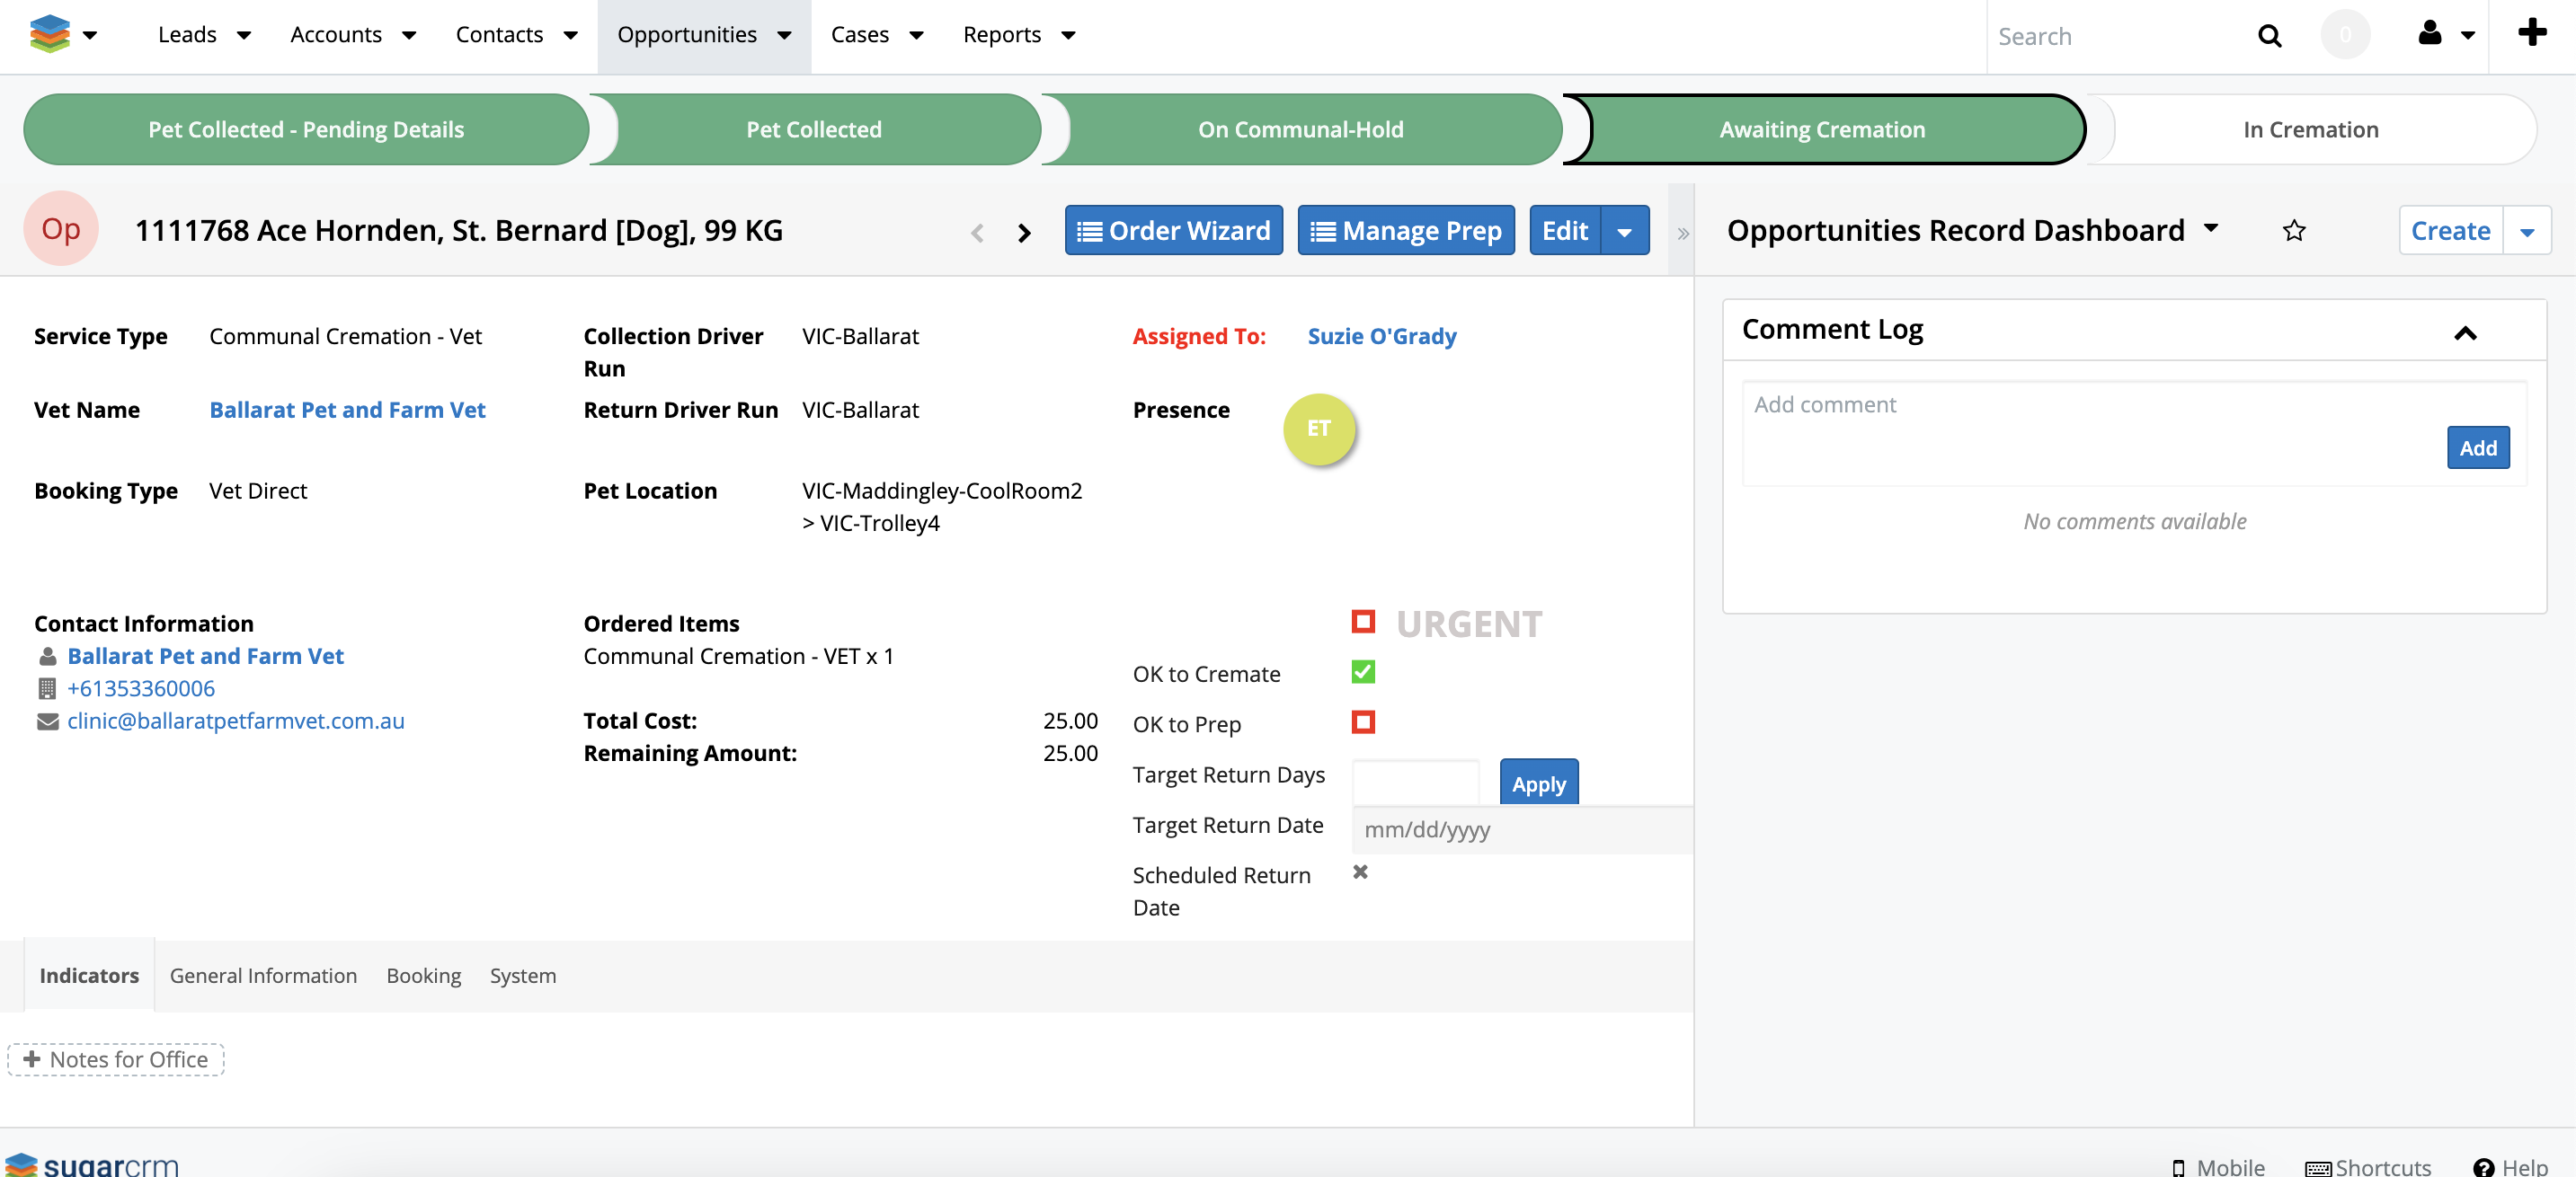 Leads
Accounts
Contacts
Opportunities
Cases
Reports
Search
0
Pet Collected - Pending Details
Pet Collected
On Communal-Hold
Awaiting Cremation
In Cremation
Op
1111768 Ace Hornden, St. Bernard [Dog], 99 KG
Order Wizard
Manage Prep
Edit
»
Opportunities Record Dashboard
Create
Service Type
Communal Cremation - Vet
Vet Name
Ballarat Pet and Farm Vet
Booking Type
Vet Direct
Collection Driver
Run
VIC-Ballarat
Return Driver Run
VIC-Ballarat
Pet Location
VIC-Maddingley-CoolRoom2
> VIC-Trolley4
Assigned To:
Suzie O'Grady
Presence
ET
Contact Information
Ballarat Pet and Farm Vet
+61353360006
clinic@ballaratpetfarmvet.com.au
Ordered Items
Communal Cremation - VET x 1
Total Cost:
25.00
Remaining Amount:
25.00
URGENT
OK to Cremate
OK to Prep
Target Return Days
Apply
Target Return Date
mm/dd/yyyy
Scheduled Return
Date
Comment Log
Add comment
Add
No comments available
Indicators
General Information
Booking
System
Notes for Office
sugarcrm
Mobile
Shortcuts
Help